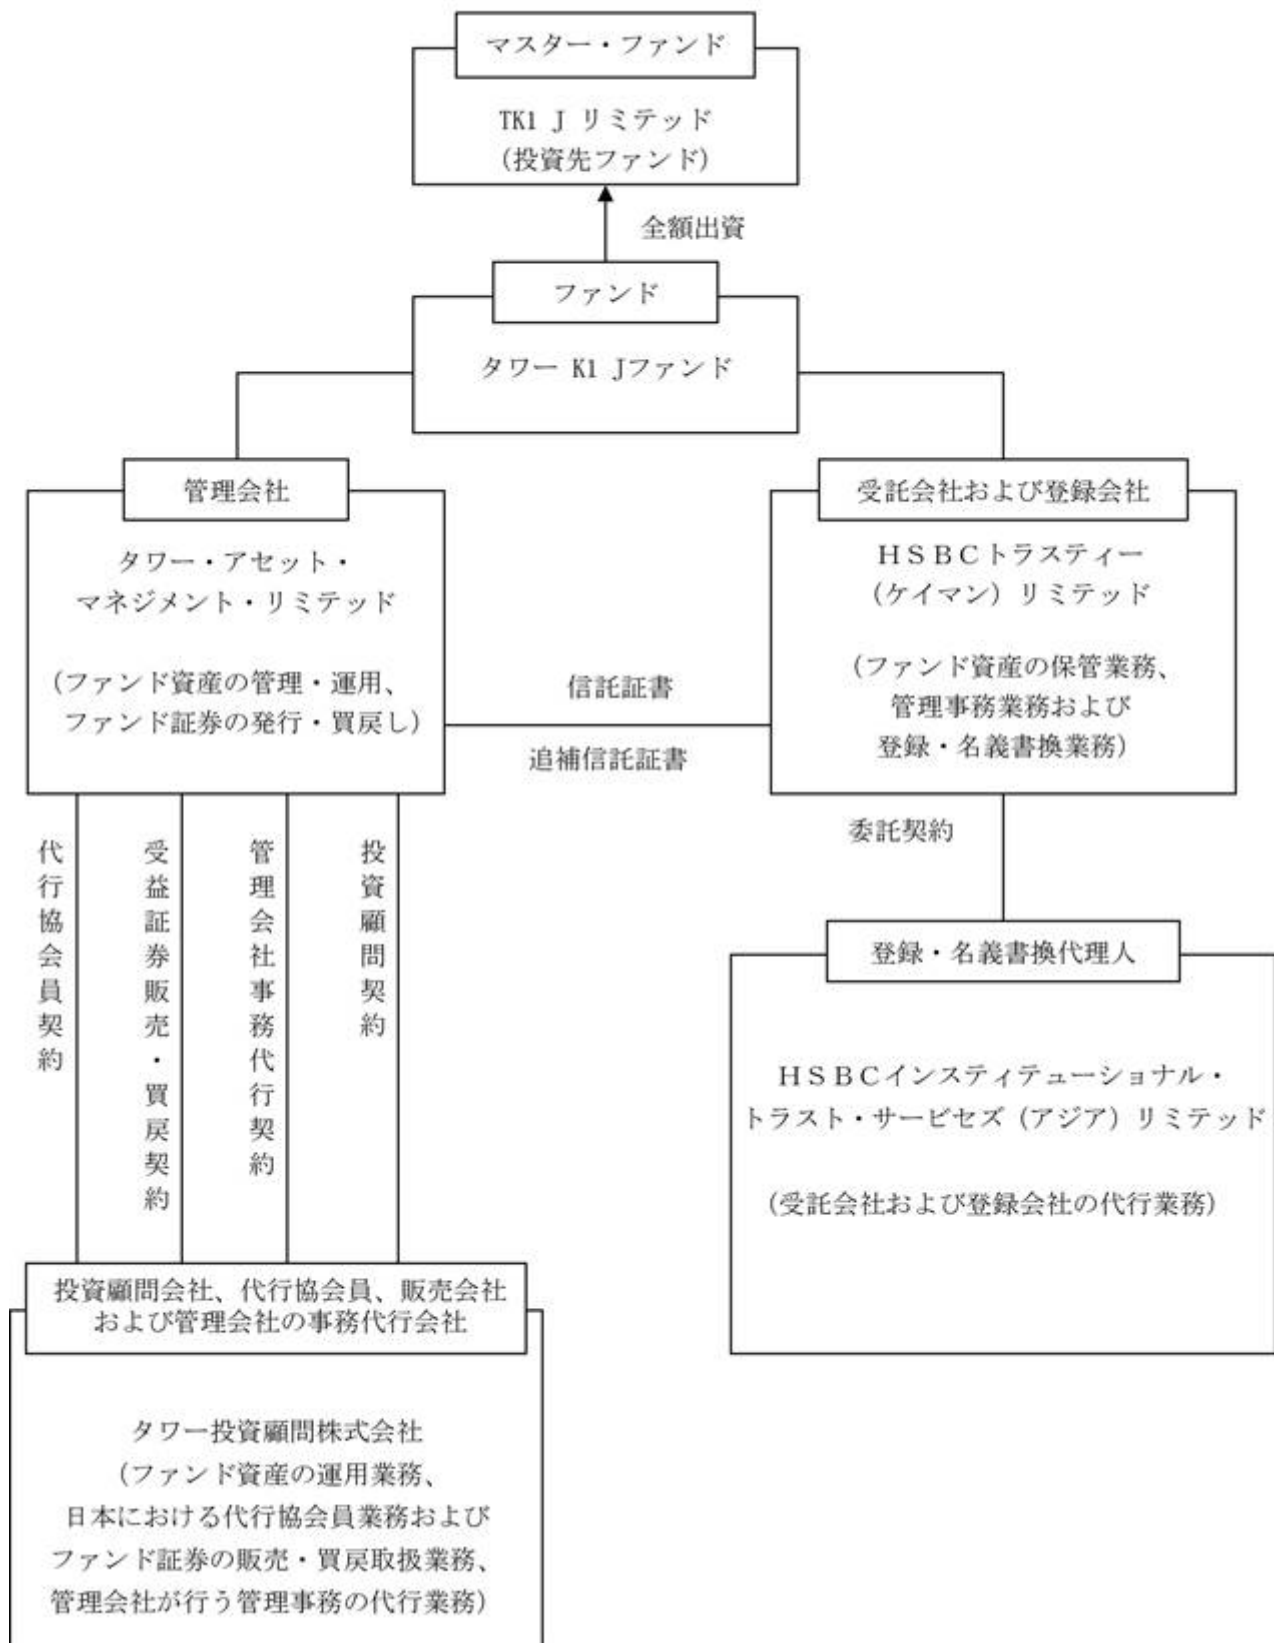 マスター・ファンド
TK1 J リミテッド
（投資先ファンド）
全額出資
ファンド
タワー K1 Jファンド
管理会社
タワー・アセット・
マネジメント・リミテッド
（ファンド資産の管理・運用、
ファンド証券の発行・買戻し）
信託証書
追補信託証書
受託会社および登録会社
ＨＳＢＣトラスティー
（ケイマン）リミテッド
（ファンド資産の保管業務、
管理事務業務および
登録・名義書換業務）
代行協会員契約
受益証券販売・買戻契約
管理会社事務代行契約
投資顧問契約
委託契約
登録・名義書換代理人
ＨＳＢＣインスティテューショナル・
トラスト・サービセズ（アジア）リミテッド
（受託会社および登録会社の代行業務）
投資顧問会社、代行協会員、販売会社
および管理会社の事務代行会社
タワー投資顧問株式会社
（ファンド資産の運用業務、
日本における代行協会員業務および
ファンド証券の販売・買戻取扱業務、
管理会社が行う管理事務の代行業務）